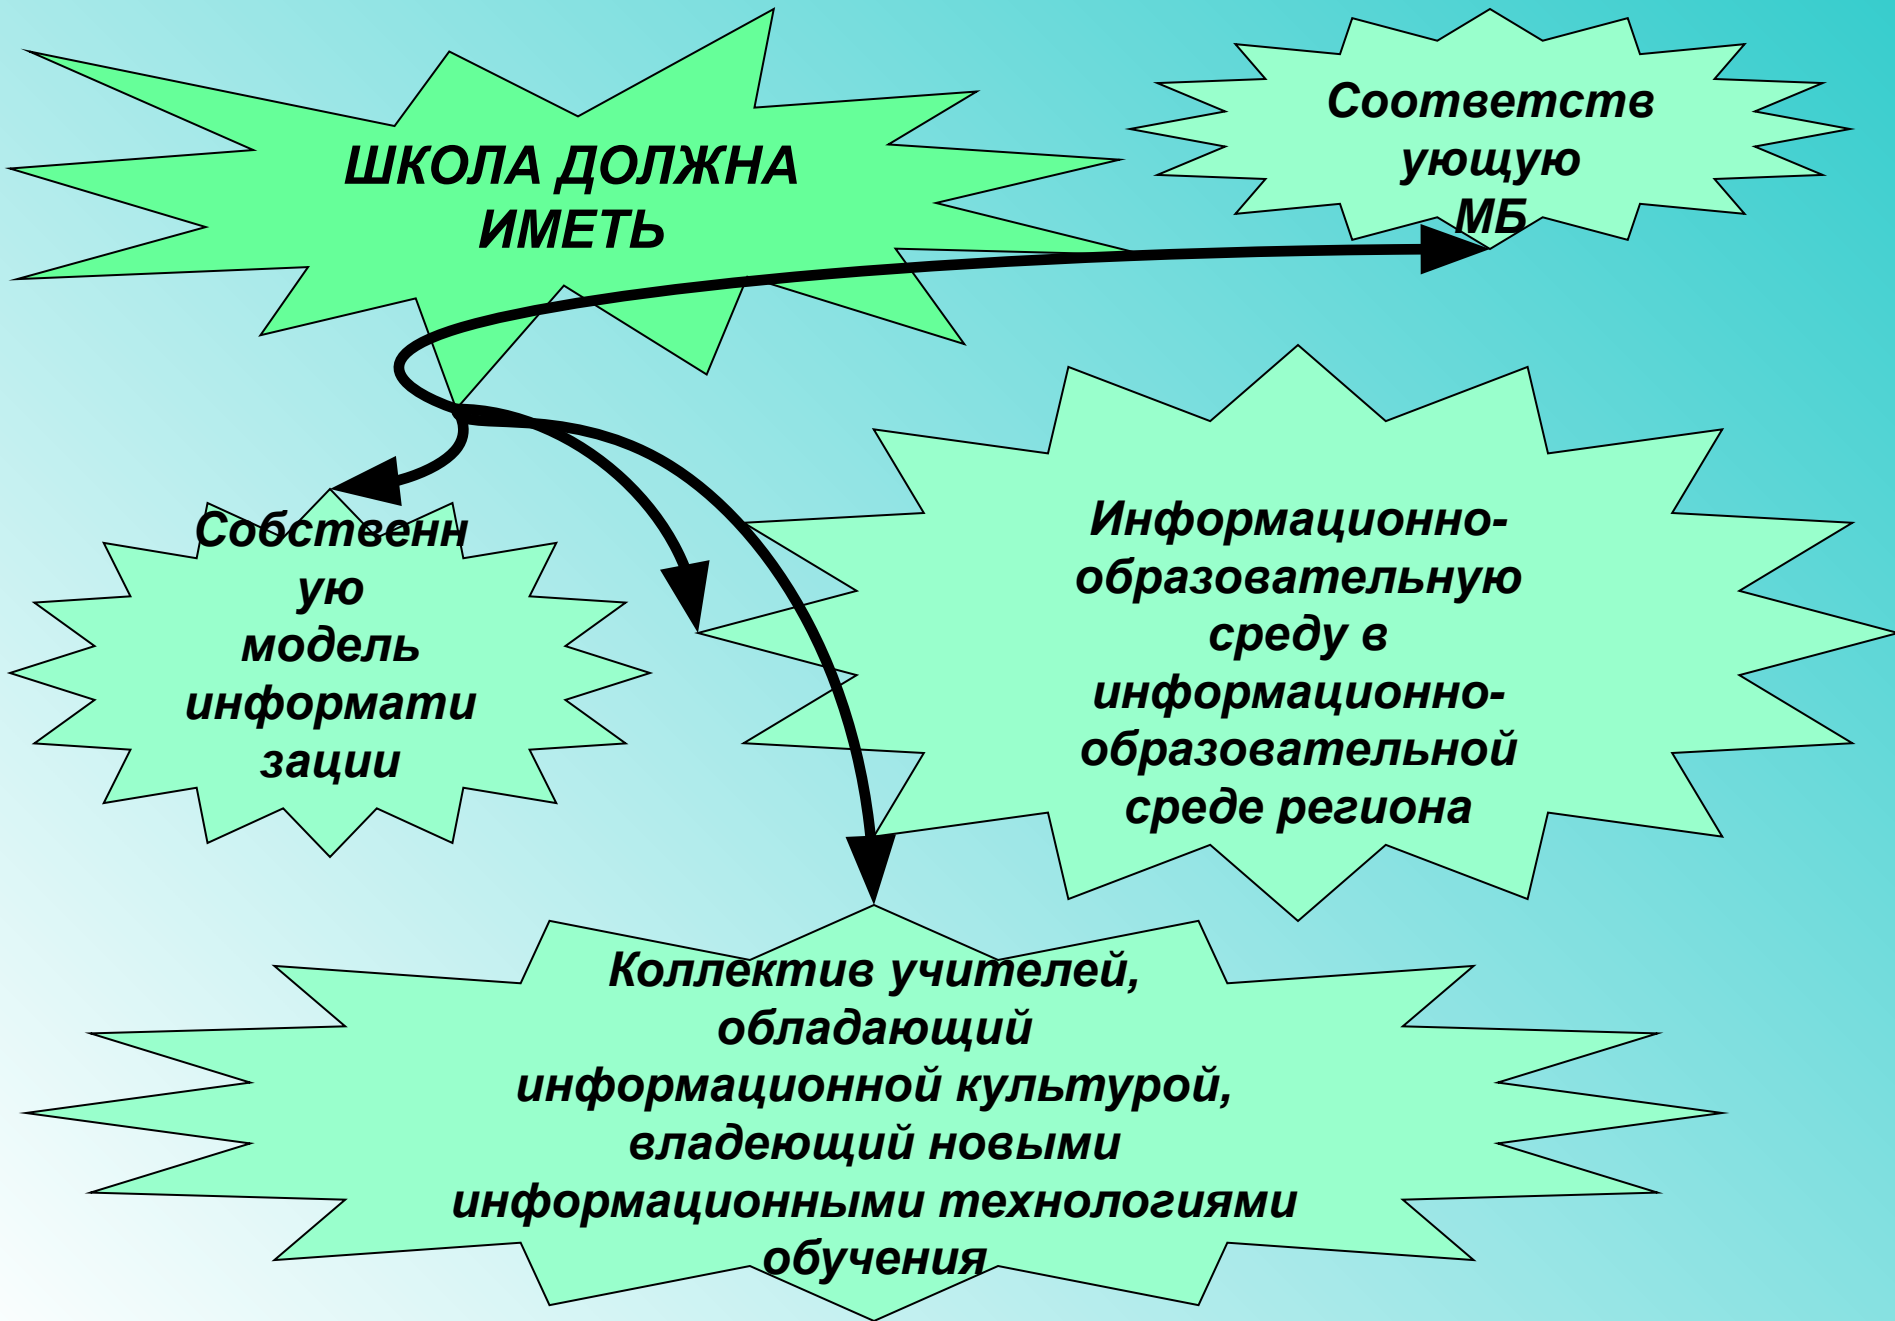 ШКОЛА ДОЛЖНА
ИМЕТЬ
Соответств
ующую
МБ
Собственн
ую
модель
информати
зации
Информационно-
образовательную
среду в
информационно-
образовательной
среде региона
Коллектив учителей,
обладающий
информационной культурой,
владеющий новыми
информационными технологиями
обучения